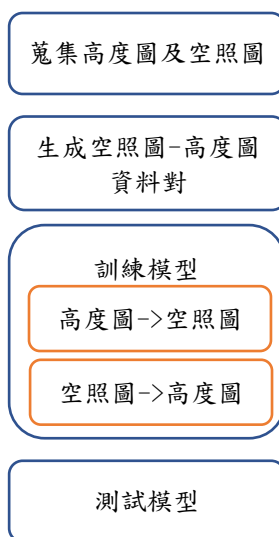 蒐集高度圖及空照圖
生成空照圖-高度圖
資料對
訓練模型
高度圖->空照圖
空照圖->高度圖
測試模型